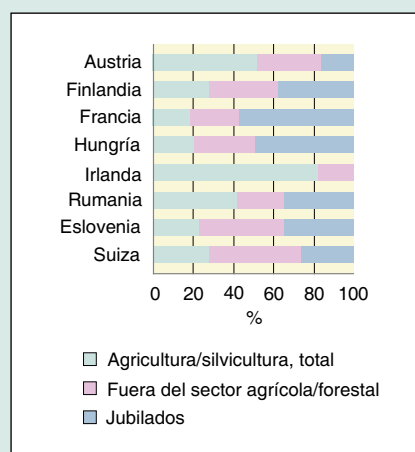 Austria
Finlandia
Francia
Hungría
Irlanda
Rumania
Eslovenia
Suiza
0 20 40 60 80 100
%
Agricultura/silvicultura, total
Fuera del sector agrícola/forestal
Jubilados